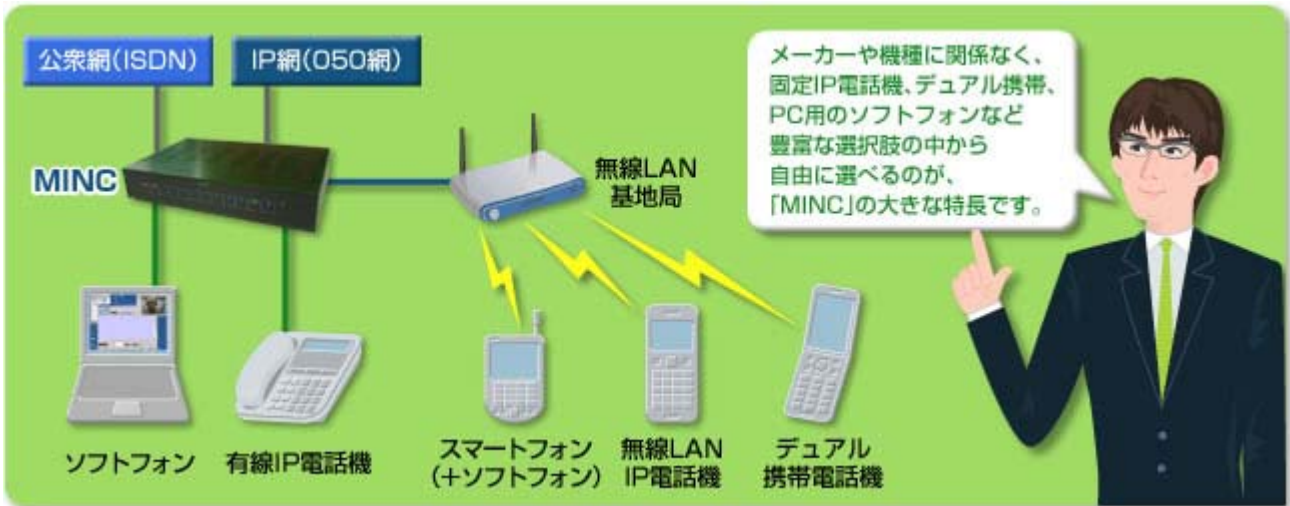 公衆網(ISDN)
IP網(050網)
メーカーや機種に関係なく、
固定IP電話機、デュアル携帯、
PC用のソフトフォンなど
豊富な選択肢の中から
自由に選べるのが、
「MINC」の大きな特長です。
MINC
無線LAN
基地局
ソフトフォン
有線IP電話機
スマートフォン
(+ソフトフォン)
無線LAN
IP電話機
デュアル
携帯電話機